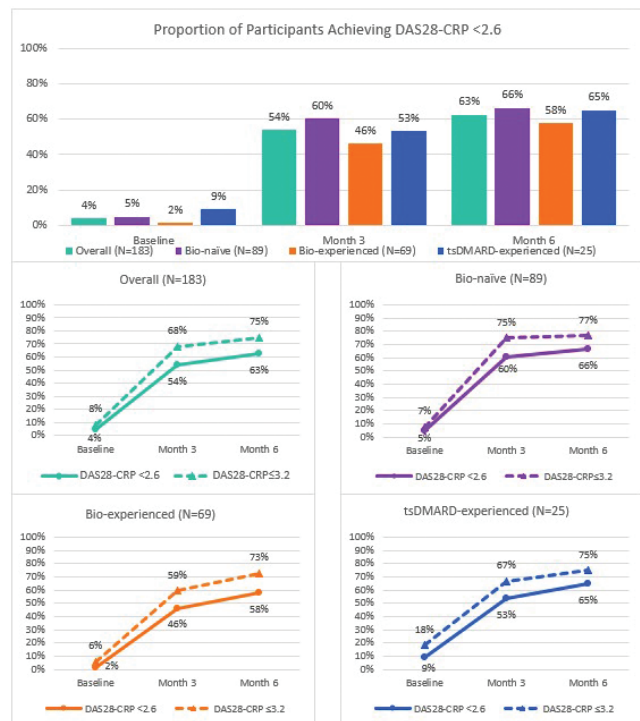 Proportion of Participants Achieving DAS28-CRP <2.6
100%
80%
60%
40%
20%
0%
4%
5%
2%
9%
54%
60%
46%
53%
63%
66%
58%
65%
Baseline
Month 3
Month 6
Overall (N=183)
Bio-naïve (N=89)
Bio-experienced (N=69)
tsDMARD-experienced (N=25)
Overall (N=183)
100%
90%
80%
70%
60%
50%
40%
30%
20%
10%
0%
8%
4%
68%
54%
75%
63%
Baseline
Month 3
Month 6
DAS28-CRP <2.6
DAS28-CRP≤3.2
Bio-naïve (N=89)
100%
90%
80%
70%
60%
50%
40%
30%
20%
10%
0%
7%
5%
75%
60%
77%
66%
Baseline
Month 3
Month 6
DAS28-CRP <2.6
DAS28-CRP≤3.2
Bio-experienced (N=69)
100%
90%
80%
70%
60%
50%
40%
30%
20%
10%
0%
6%
2%
59%
46%
73%
58%
Baseline
Month 3
Month 6
DAS28-CRP <2.6
DAS28-CRP ≤3.2
tsDMARD-experienced (N=25)
100%
90%
80%
70%
60%
50%
40%
30%
20%
10%
0%
18%
9%
67%
53%
75%
65%
Baseline
Month 3
Month 6
DAS28-CRP <2.6
DAS28-CRP ≤3.2